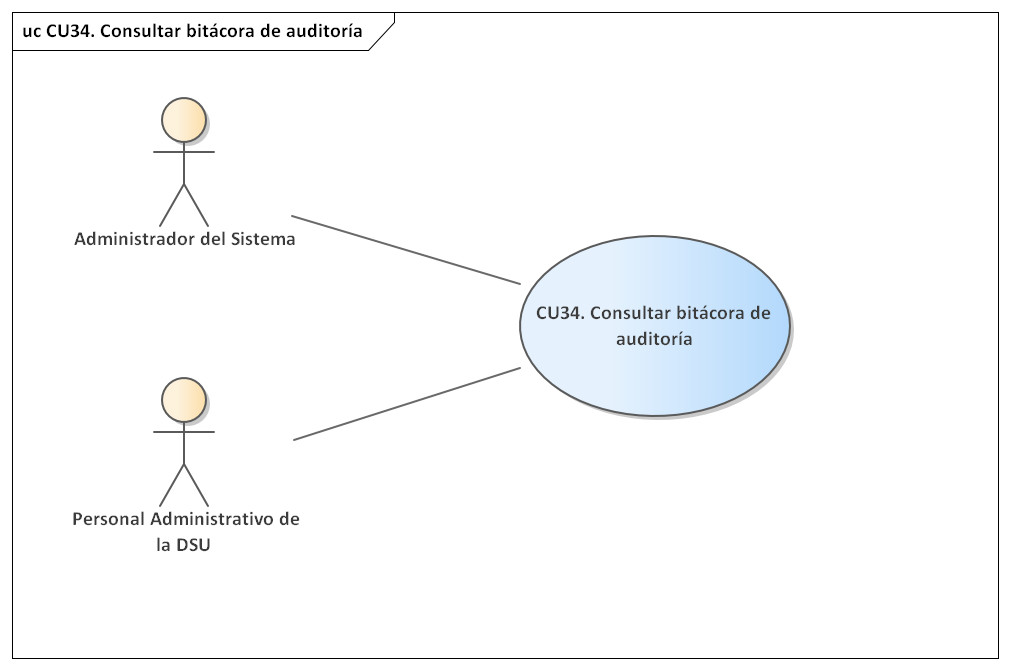 uc CU34. Consultar bitácora de auditoría
Administrador del Sistema
CU34. Consultar bitácora de
auditoría
Personal Administrativo de
la DSU